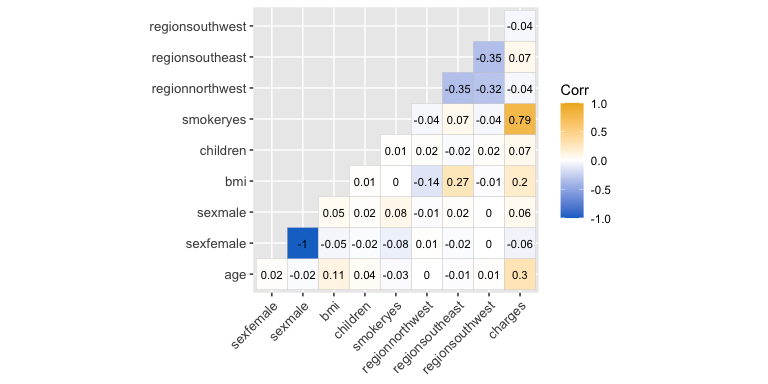 regionsouthwest -0.04
regionsoutheast -0.35 0.07
regionnorthwest -0.35 -0.32 -0.04
smokeryes -0.04 0.07 -0.04 0.79
children 0.01 0.02 -0.02 0.02 0.07
bmi 0.01 0 -0.14 0.27 -0.01 0.2
sexmale 0.05 0.02 0.08 -0.01 0.02 0 0.06
sexfemale -1 -0.05 -0.02 -0.08 0.01 -0.02 0 -0.06
age 0.02 -0.02 0.11 0.04 -0.03 0 -0.01 0.01 0.3
sexfemale
sexmale
bmi
children
smokeryes
regionnorthwest
regionsoutheast
regionsouthwest
charges
Corr
1.0
0.5
0.0
-0.5
-1.0